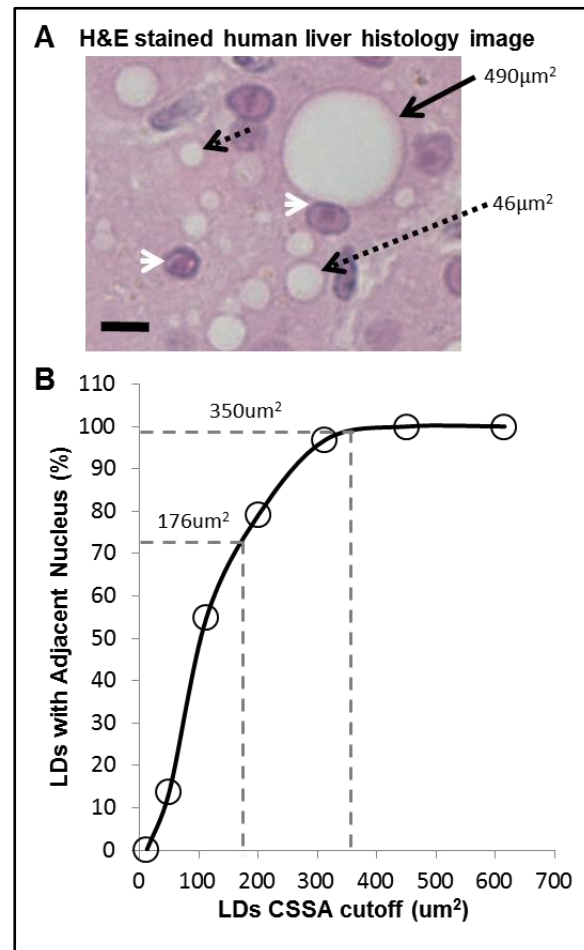 A H&E stained human liver histology image
490µm²
46µm²
B
110
100
90
80
70
60
50
40
30
20
10
0
LDs with Adjacent Nucleus (%)
350um²
176um²
0 100 200 300 400 500 600 700
LDs CSSA cutoff (um²)